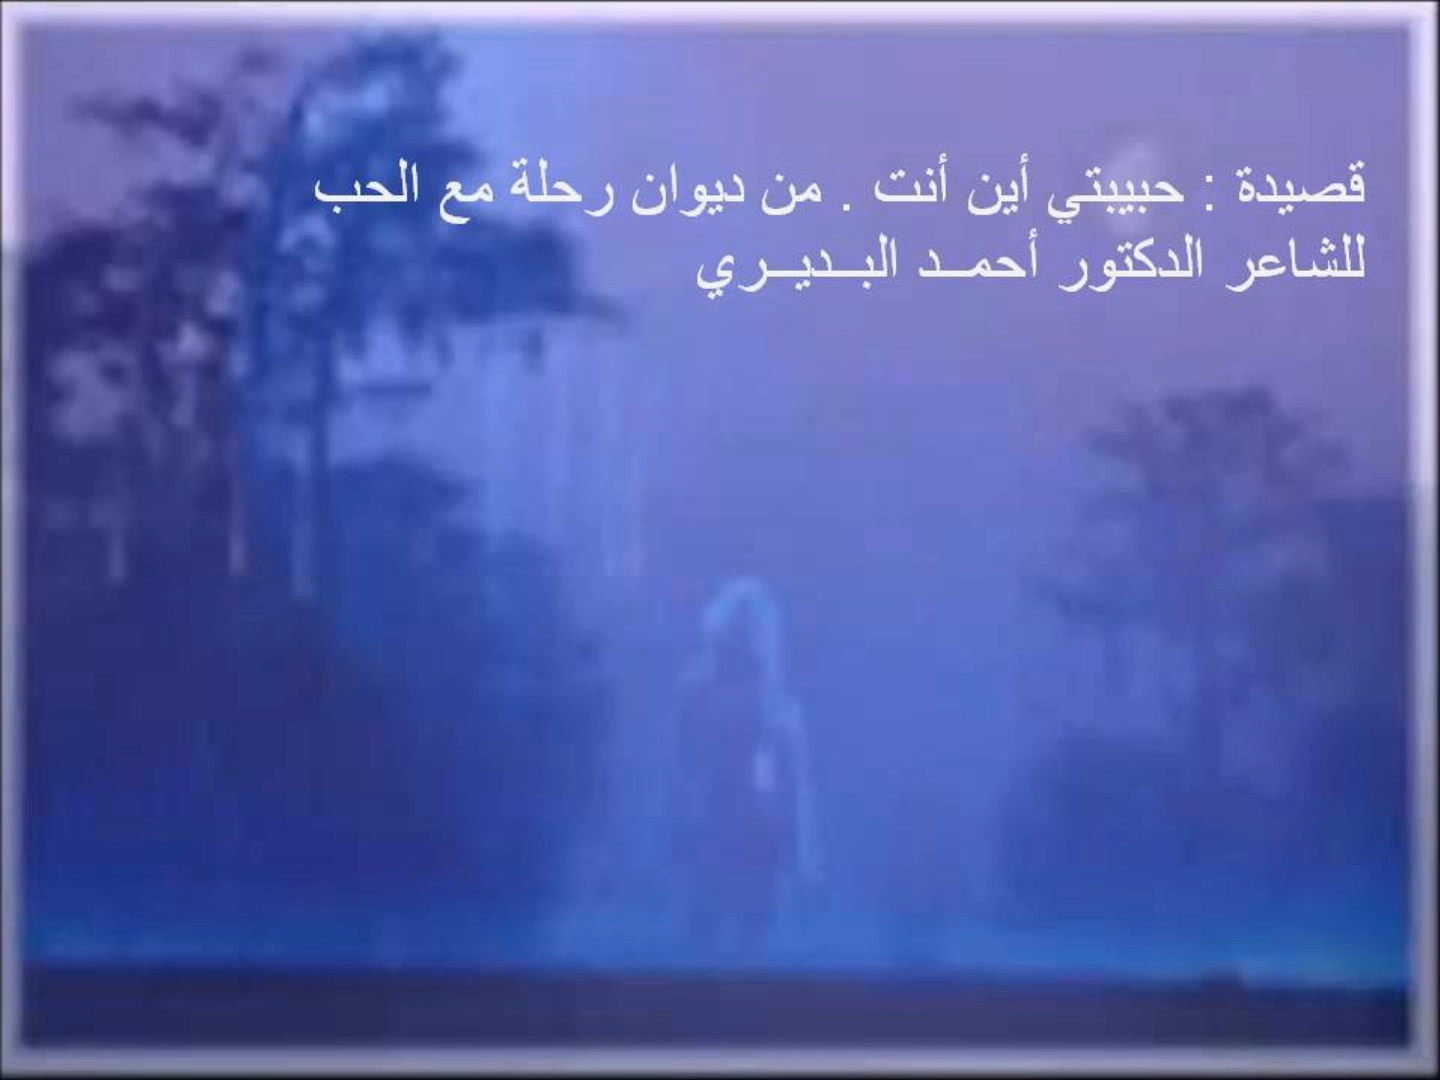 قصيدة : حبيبتي أين أنت . من ديوان رحلة مع الحب
للشاعر الدكتور أحمــد البــديــري